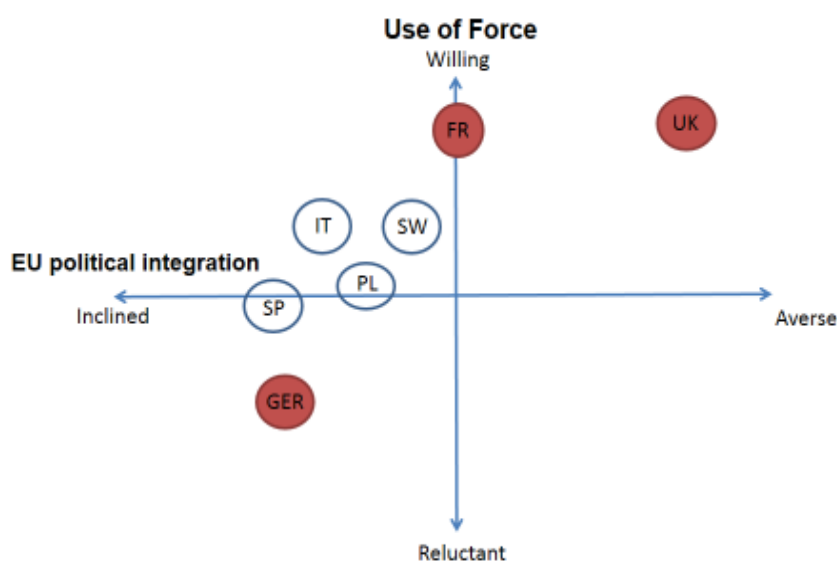 Use of Force
Willing
FR
UK
IT
SW
EU political integration
PL
SP
Inclined
Averse
GER
Reluctant